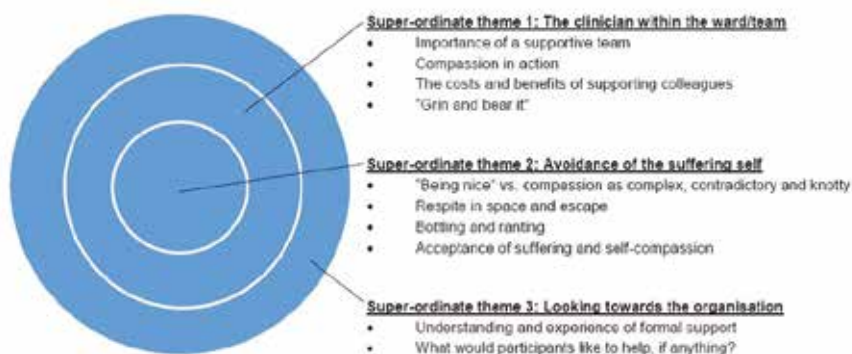 Super-ordinate theme 1: The clinician within the ward/team
• Importance of a supportive team
• Compassion in action
• The costs and benefits of supporting colleagues
• "Grin and bear it"
Super-ordinate theme 2: Avoidance of the suffering self
• "Being nice" vs. compassion as complex, contradictory and knotty
• Respite in space and escape
• Bottling and ranting
• Acceptance of suffering and self-compassion
Super-ordinate theme 3: Looking towards the organisation
• Understanding and experience of formal support
• What would participants like to help, if anything?